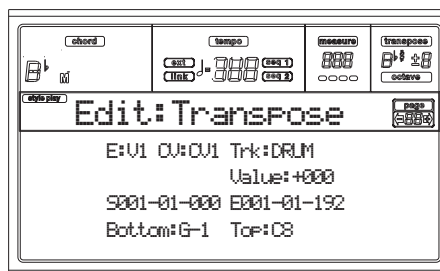 chord tempo measure transpose
ext seq 1
link seq 2
octave
style play Edit:Transpose page
E:V1 CV:CV1 Trk:DRUM
Value:+000
S001-01-000 E001-01-192
Bottom:G-1 Top:C8